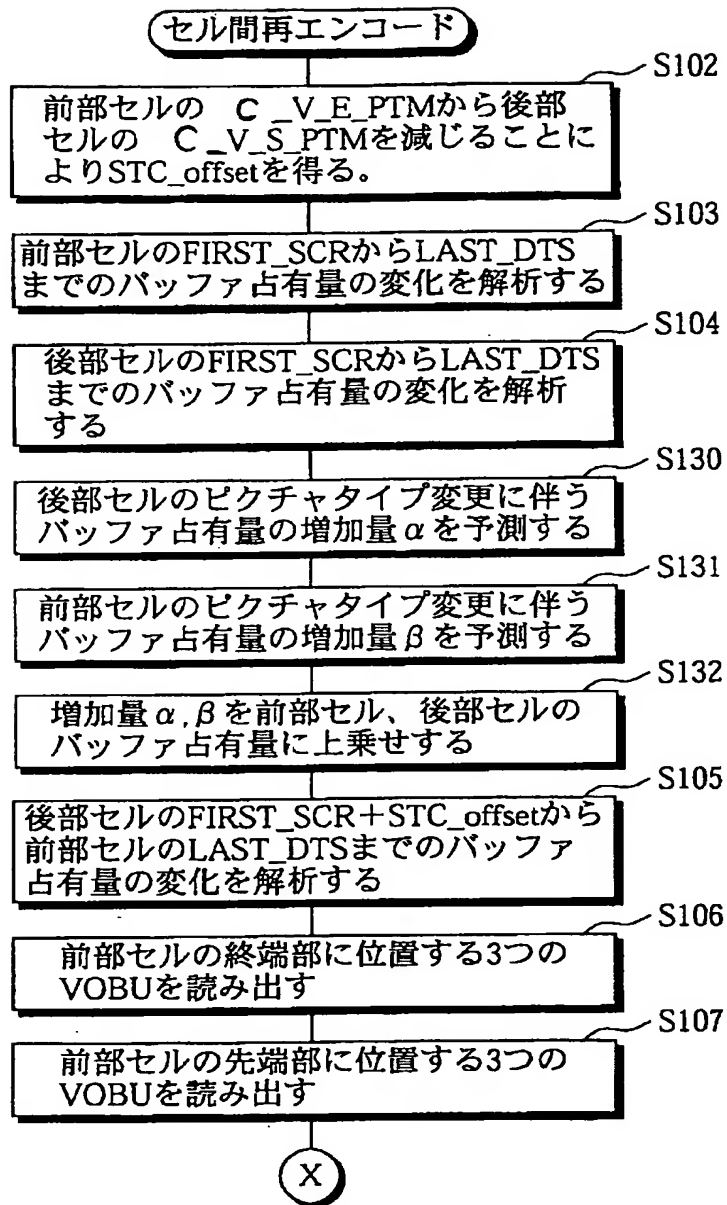 セル間再エンコード
S102
前部セルの C_V_E_PTMから後部
セルの C_V_S_PTMを減じることに
よりSTC_offsetを得る。
S103
前部セルのFIRST_SCRからLAST_DTS
までのバッファ占有量の変化を解析する
S104
後部セルのFIRST_SCRからLAST_DTS
までのバッファ占有量の変化を解析
する
S130
後部セルのピクチャタイプ変更に伴う
バッファ占有量の増加量αを予測する
S131
前部セルのピクチャタイプ変更に伴う
バッファ占有量の増加量βを予測する
S132
増加量α,βを前部セル、後部セルの
バッファ占有量に上乗せする
S105
後部セルのFIRST_SCR+STC_offsetから
前部セルのLAST_DTSまでのバッファ
占有量の変化を解析する
S106
前部セルの終端部に位置する3つの
VOBUを読み出す
S107
前部セルの先端部に位置する3つの
VOBUを読み出す
X